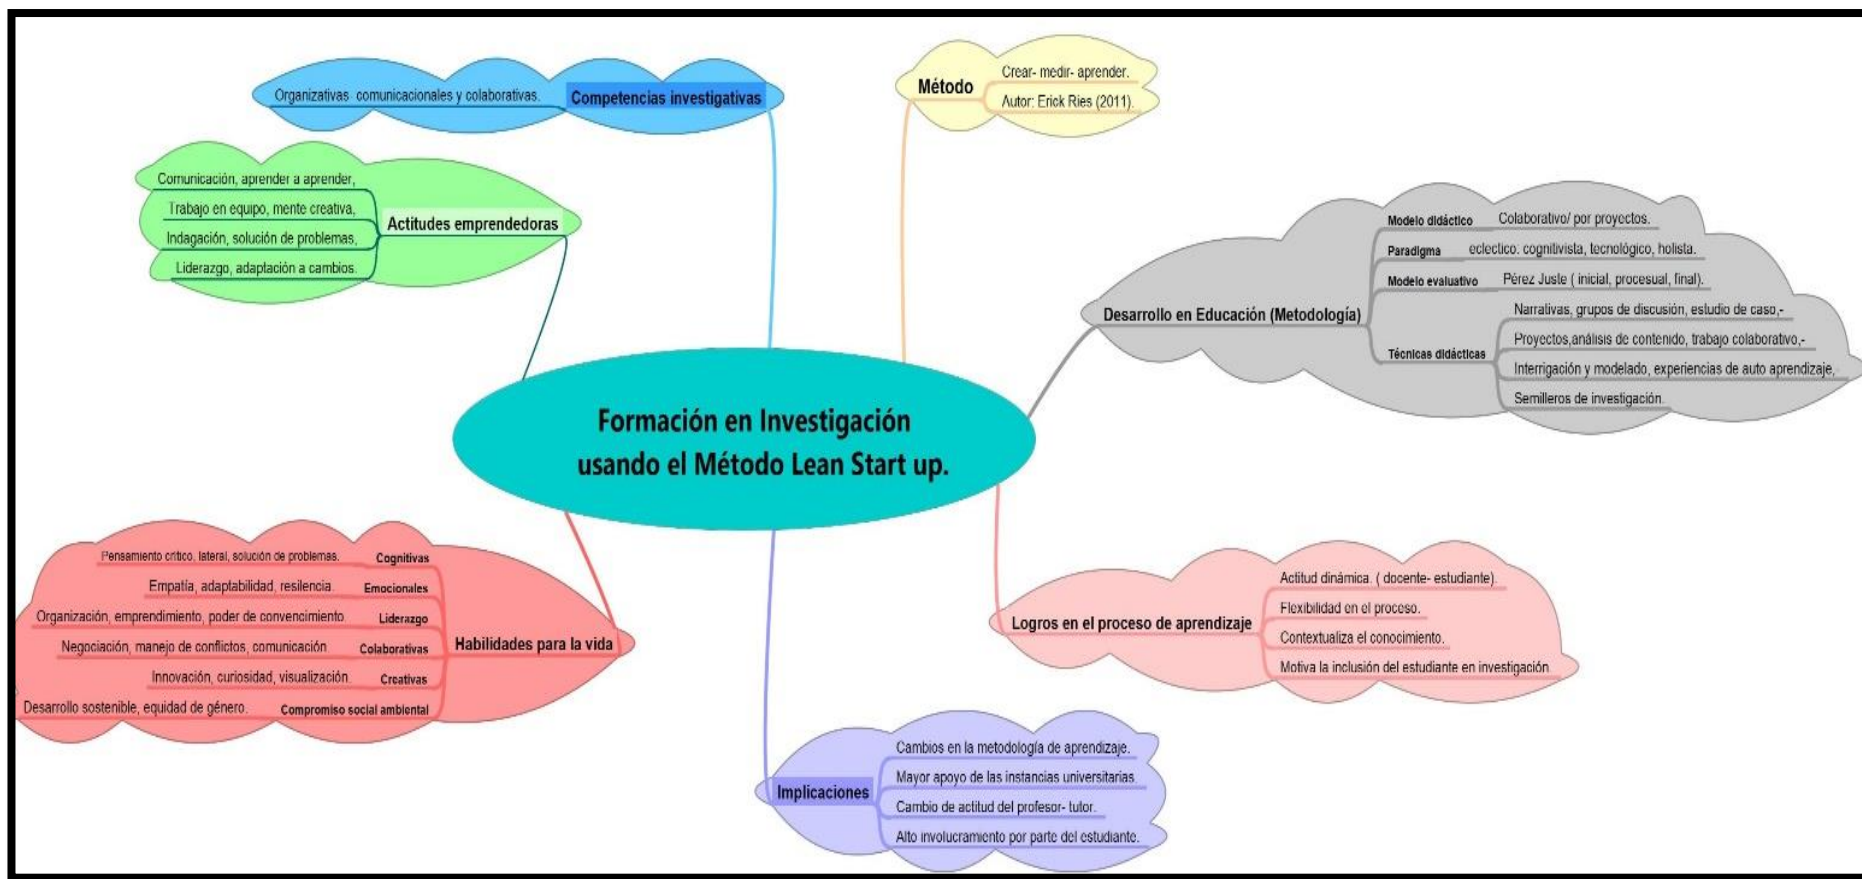 Formación en Investigación
usando el Método Lean Start up.
Método
Crear- medir- aprender.
Autor: Erick Ries (2011).
Desarrollo en Educación (Metodología)
Modelo didáctico Colaborativo/ por proyectos.
Paradigma eclectico. cognitivista, tecnológico, holista.
Modelo evaluativo Pérez Juste ( inicial, procesual, final).
Técnicas didácticas
Narrativas, grupos de discusión, estudio de caso,-
Proyectos,análisis de contenido, trabajo colaborativo,-
Interrigación y modelado, experiencias de auto aprendizaje,
Semilleros de investigación.
Logros en el proceso de aprendizaje
Actitud dinámica. ( docente- estudiante).
Flexibilidad en el proceso.
Contextualiza el conocimiento.
Motiva la inclusión del estudiante en investigación.
Implicaciones
Cambios en la metodología de aprendizaje.
Mayor apoyo de las instancias universitarias.
Cambio de actitud del profesor- tutor.
Alto involucramiento por parte del estudiante.
Habilidades para la vida
Pensamiento crítico, lateral, solución de problemas. Cognitivas
Empatía, adaptabilidad, resilencia. Emocionales
Organización, emprendimiento, poder de convencimiento. Liderazgo
Negociación, manejo de conflictos, comunicación. Colaborativas
Innovación, curiosidad, visualización. Creativas
Desarrollo sostenible, equidad de género. Compromiso social ambiental
Actitudes emprendedoras
Comunicación, aprender a aprender,
Trabajo en equipo, mente creativa,
Indagación, solución de problemas,
Liderazgo, adaptación a cambios.
Organizativas comunicacionales y colaborativas. Competencias investigativas